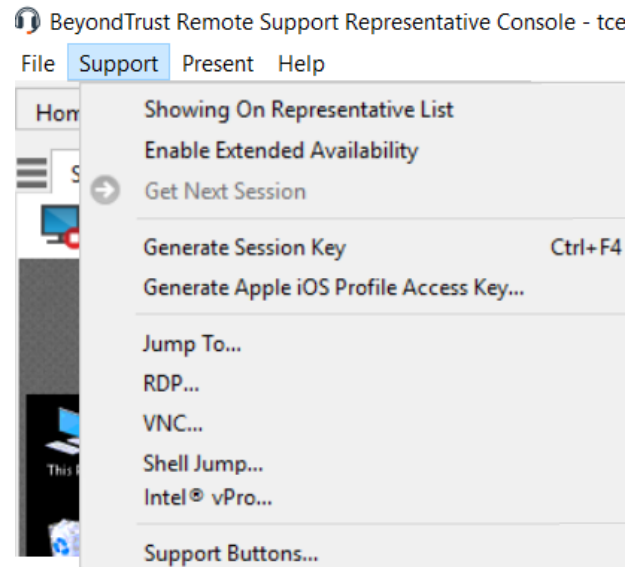 BeyondTrust Remote Support Representative Console - tce
File Support Present Help
Hom
S
Showing On Representative List
Enable Extended Availability
Get Next Session
Generate Session Key Ctrl+F4
Generate Apple iOS Profile Access Key...
Jump To...
RDP...
VNC...
Shell Jump...
This P
Intel® vPro...
Support Buttons...